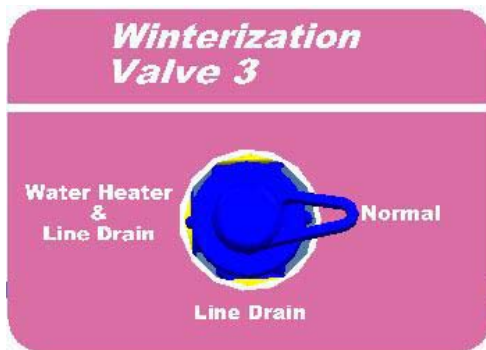 Winterization
Valve 3
Water Heater
&
Line Drain
Normal
Line Drain